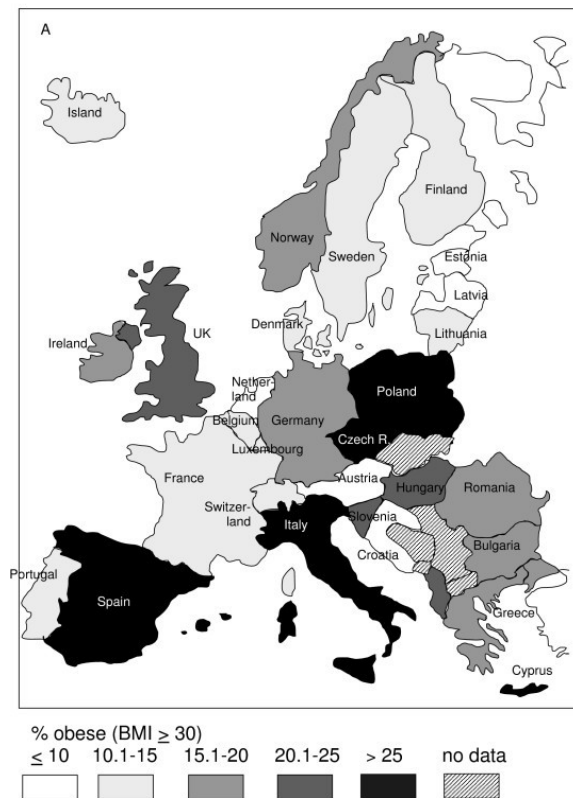 A
Island
Finland
Norway
Sweden
Estonia
Latvia
Denmark
Lithuania
UK
Ireland
Nether-
land
Poland
Belgium
Germany
Czech R.
Luxembourg
France
Austria
Switzer-
land
Hungary
Romania
Slovenia
Italy
Croatia
Bulgaria
Portugal
Spain
Greece
Cyprus
% obese (BMI ≥ 30)
≤ 10 10.1-15 15.1-20 20.1-25 > 25 no data